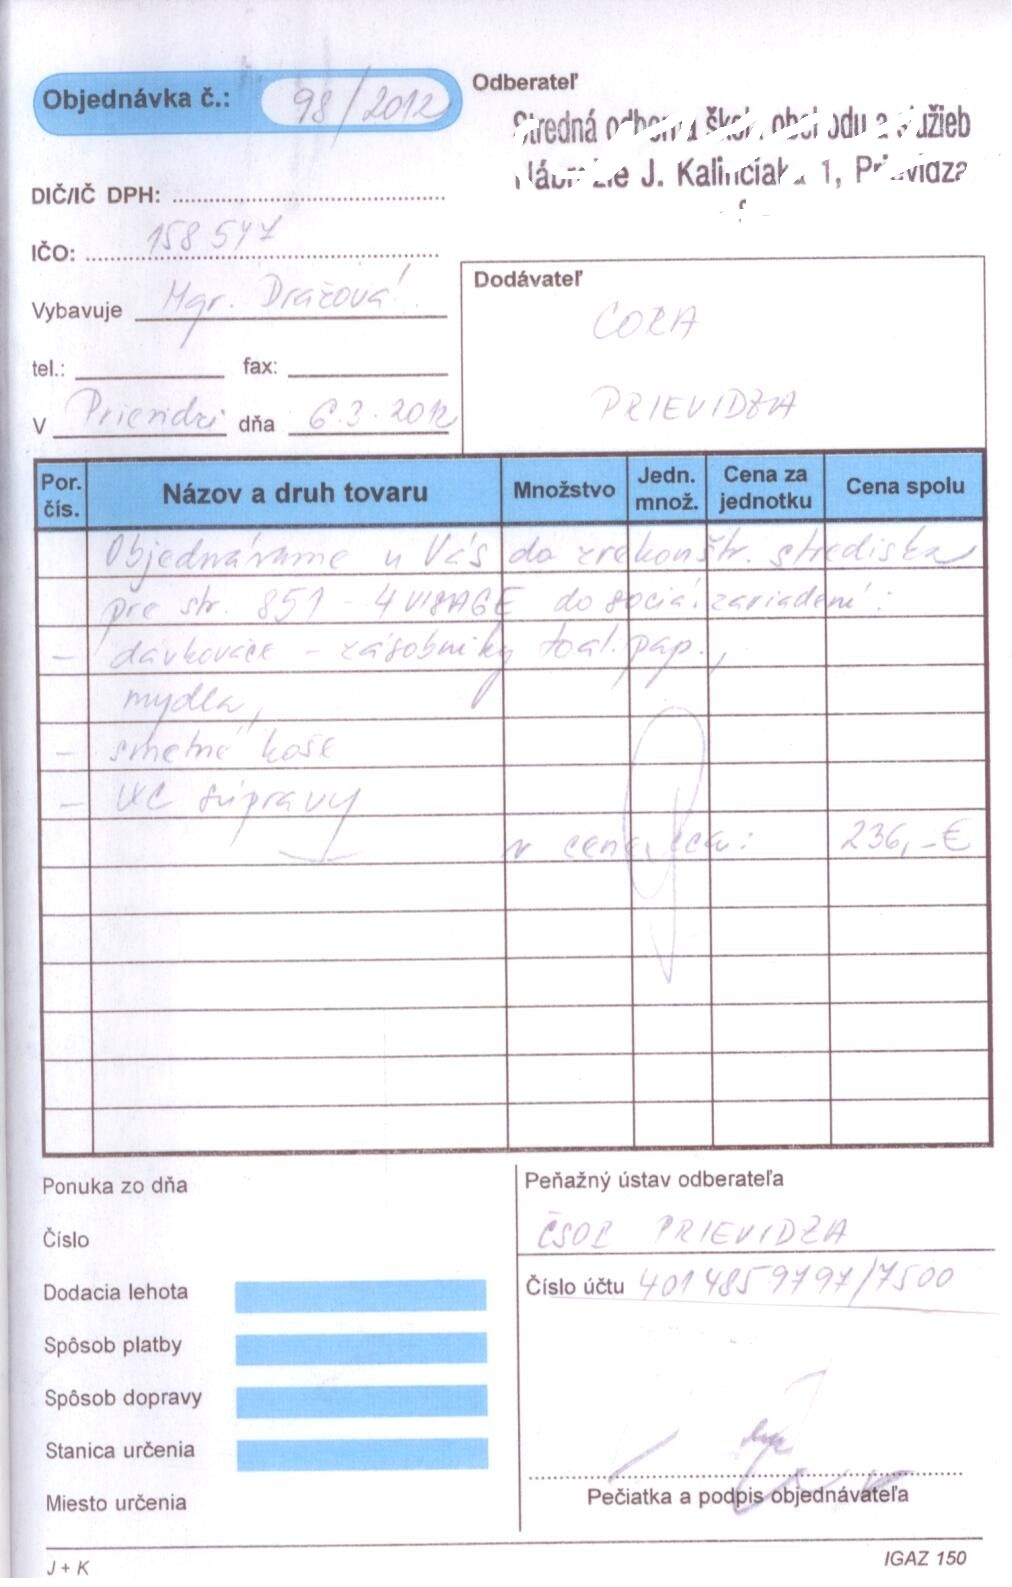 Objednávka č.: 98/2012
Odberateľ
Stredná odborná škola obchodu a služieb
Nábrežie J. Kalinčiaka 1, Prievidza
DIČ/IČ DPH:
IČO: 158 547
Vybavuje Mgr. Dražová
tel.: fax:
V Prievidzi dňa 6.3.2012
Dodávateľ
CORA
PRIEVIDZA
Por. čís. Názov a druh tovaru Množstvo Jedn. množ. Cena za jednotku Cena spolu
Objednávame u Vás do zrekonštr. strediska
pre str. 851 - 4 VISAGE do sociál. zariadení:
- dávkovače - zásobníky toal. pap.,
mydla,
- smetné koše
- WC súpravy
v cene cca: 236,- €
Ponuka zo dňa
Číslo
Dodacia lehota
Spôsob platby
Spôsob dopravy
Stanica určenia
Miesto určenia
Peňažný ústav odberateľa
ČSOB PRIEVIDZA
Číslo účtu 4014859797/7500
Pečiatka a podpis objednávateľa
J + K
IGAZ 150